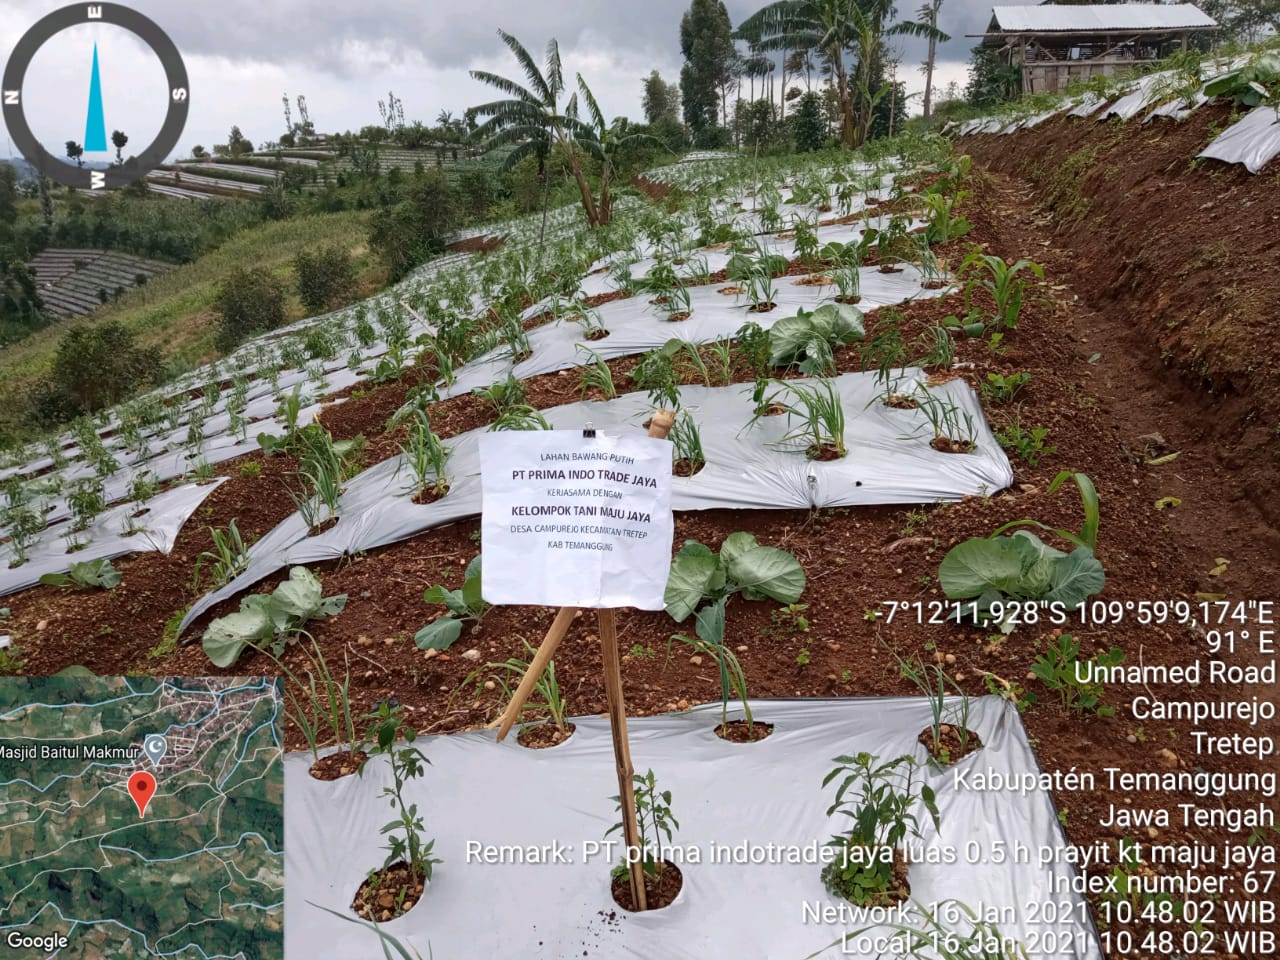 E
N
S
W
LAHAN BAWANG PUTIH
PT PRIMA INDO TRADE JAYA
KERJASAMA DENGAN
KELOMPOK TANI MAJU JAYA
DESA CAMPUREJO KECAMATAN TRETEP
KAB TEMANGGUNG
-7°12'11,928"S 109°59'9,174"E
91° E
Unnamed Road
Campurejo
Tretep
Kabupatén Temanggung
Jawa Tengah
Remark: PT prima indotrade jaya luas 0.5 h prayit kt maju jaya
Index number: 67
Network: 16 Jan 2021 10.48.02 WIB
Local: 16 Jan 2021 10.48.02 WIB
Masjid Baitul Makmur
Google